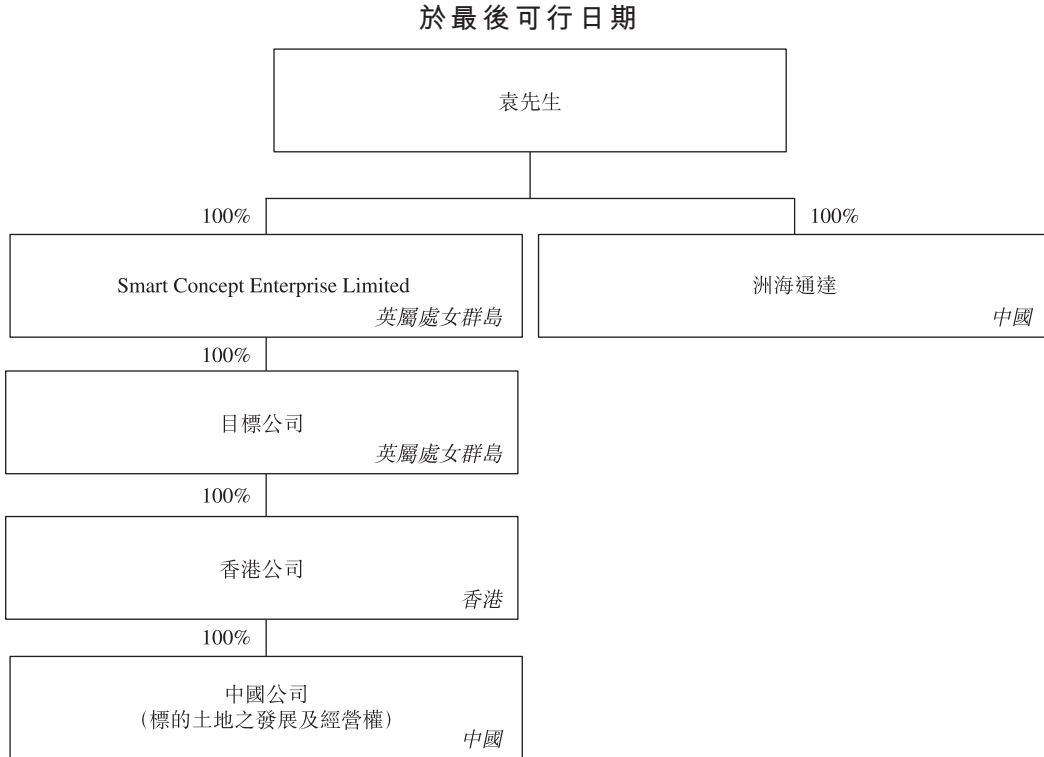 於最後可行日期
袁先生
100%
100%
Smart Concept Enterprise Limited
英屬處女群島
洲海通達
中國
100%
目標公司
英屬處女群島
100%
香港公司
香港
100%
中國公司
（標的土地之發展及經營權）
中國